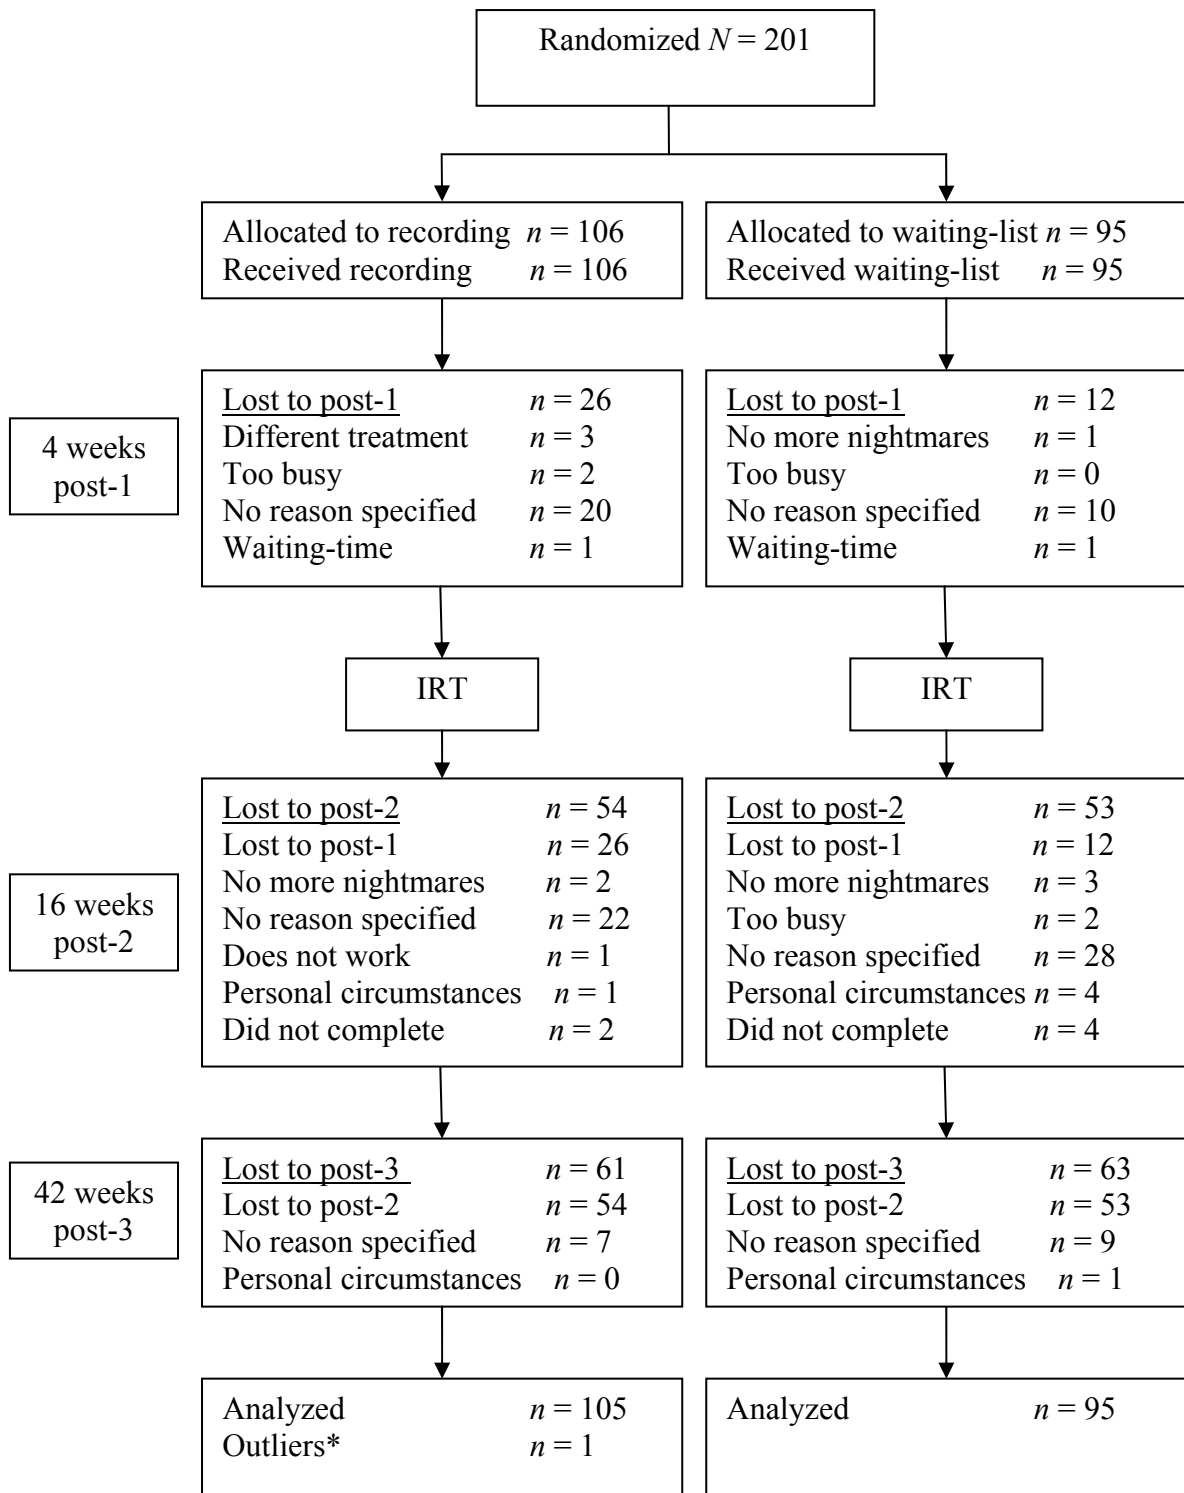 Randomized N = 201
Allocated to recording n = 106
Received recording n = 106
Allocated to waiting-list n = 95
Received waiting-list n = 95
4 weeks
post-1
Lost to post-1 n = 26
Different treatment n = 3
Too busy n = 2
No reason specified n = 20
Waiting-time n = 1
Lost to post-1 n = 12
No more nightmares n = 1
Too busy n = 0
No reason specified n = 10
Waiting-time n = 1
IRT
IRT
16 weeks
post-2
Lost to post-2 n = 54
Lost to post-1 n = 26
No more nightmares n = 2
No reason specified n = 22
Does not work n = 1
Personal circumstances n = 1
Did not complete n = 2
Lost to post-2 n = 53
Lost to post-1 n = 12
No more nightmares n = 3
Too busy n = 2
No reason specified n = 28
Personal circumstances n = 4
Did not complete n = 4
42 weeks
post-3
Lost to post-3 n = 61
Lost to post-2 n = 54
No reason specified n = 7
Personal circumstances n = 0
Lost to post-3 n = 63
Lost to post-2 n = 53
No reason specified n = 9
Personal circumstances n = 1
Analyzed n = 105
Outliers* n = 1
Analyzed n = 95